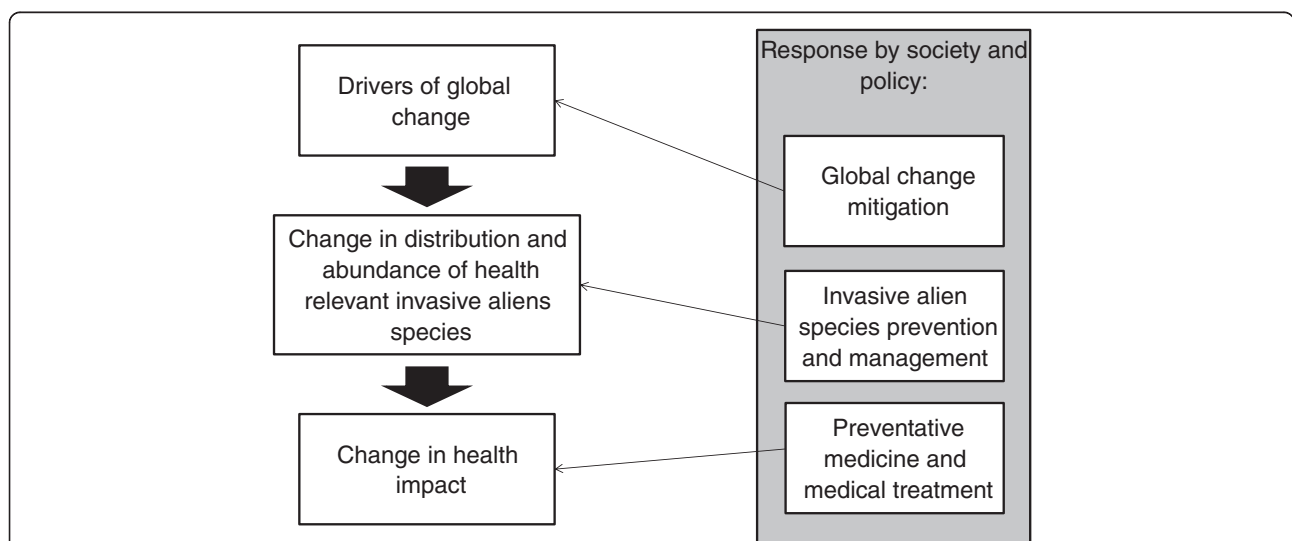 Drivers of global
change
Change in distribution and
abundance of health
relevant invasive aliens
species
Change in health
impact
Response by society and
policy:
Global change
mitigation
Invasive alien
species prevention
and management
Preventative
medicine and
medical treatment